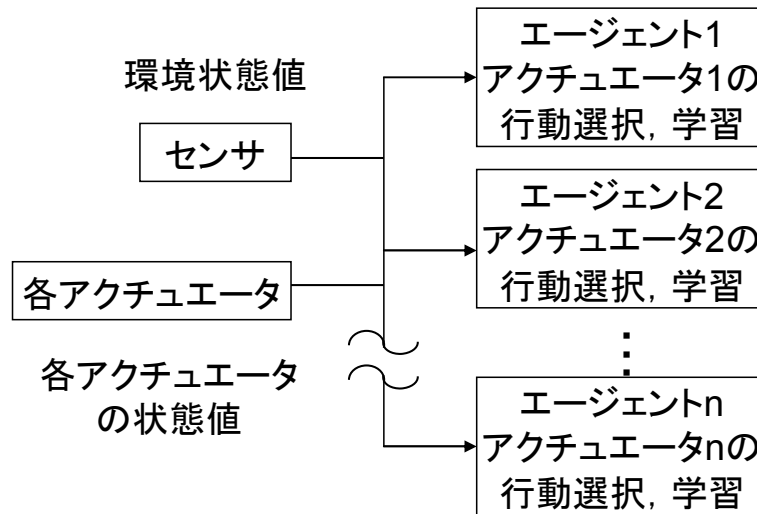 環境状態値
センサ
各アクチュエータ
各アクチュエータ
の状態値
エージェント1
アクチュエータ1の
行動選択, 学習
エージェント2
アクチュエータ2の
行動選択, 学習
⋮
エージェントn
アクチュエータnの
行動選択, 学習